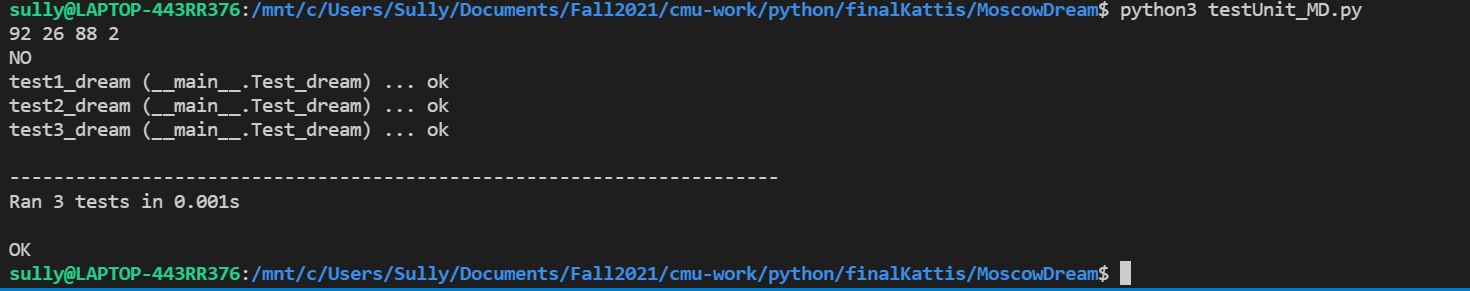 sully@LAPTOP-443RR376:/mnt/c/Users/Sully/Documents/Fall2021/cmu-work/python/finalKattis/MoscowDream$ python3 testUnit_MD.py
92 26 88 2
NO
test1_dream (__main__.Test_dream) ... ok
test2_dream (__main__.Test_dream) ... ok
test3_dream (__main__.Test_dream) ... ok
----------------------------------------------------------------------
Ran 3 tests in 0.001s
OK
sully@LAPTOP-443RR376:/mnt/c/Users/Sully/Documents/Fall2021/cmu-work/python/finalKattis/MoscowDream$